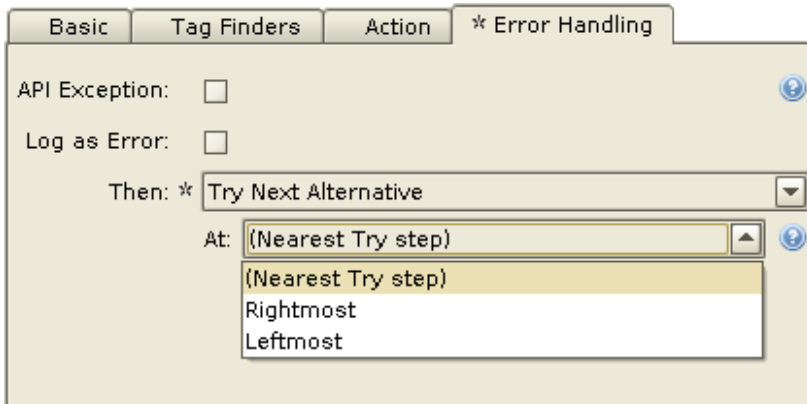 Basic Tag Finders Action * Error Handling
API Exception:
Log as Error:
Then: * Try Next Alternative
At: (Nearest Try step)
(Nearest Try step)
Rightmost
Leftmost